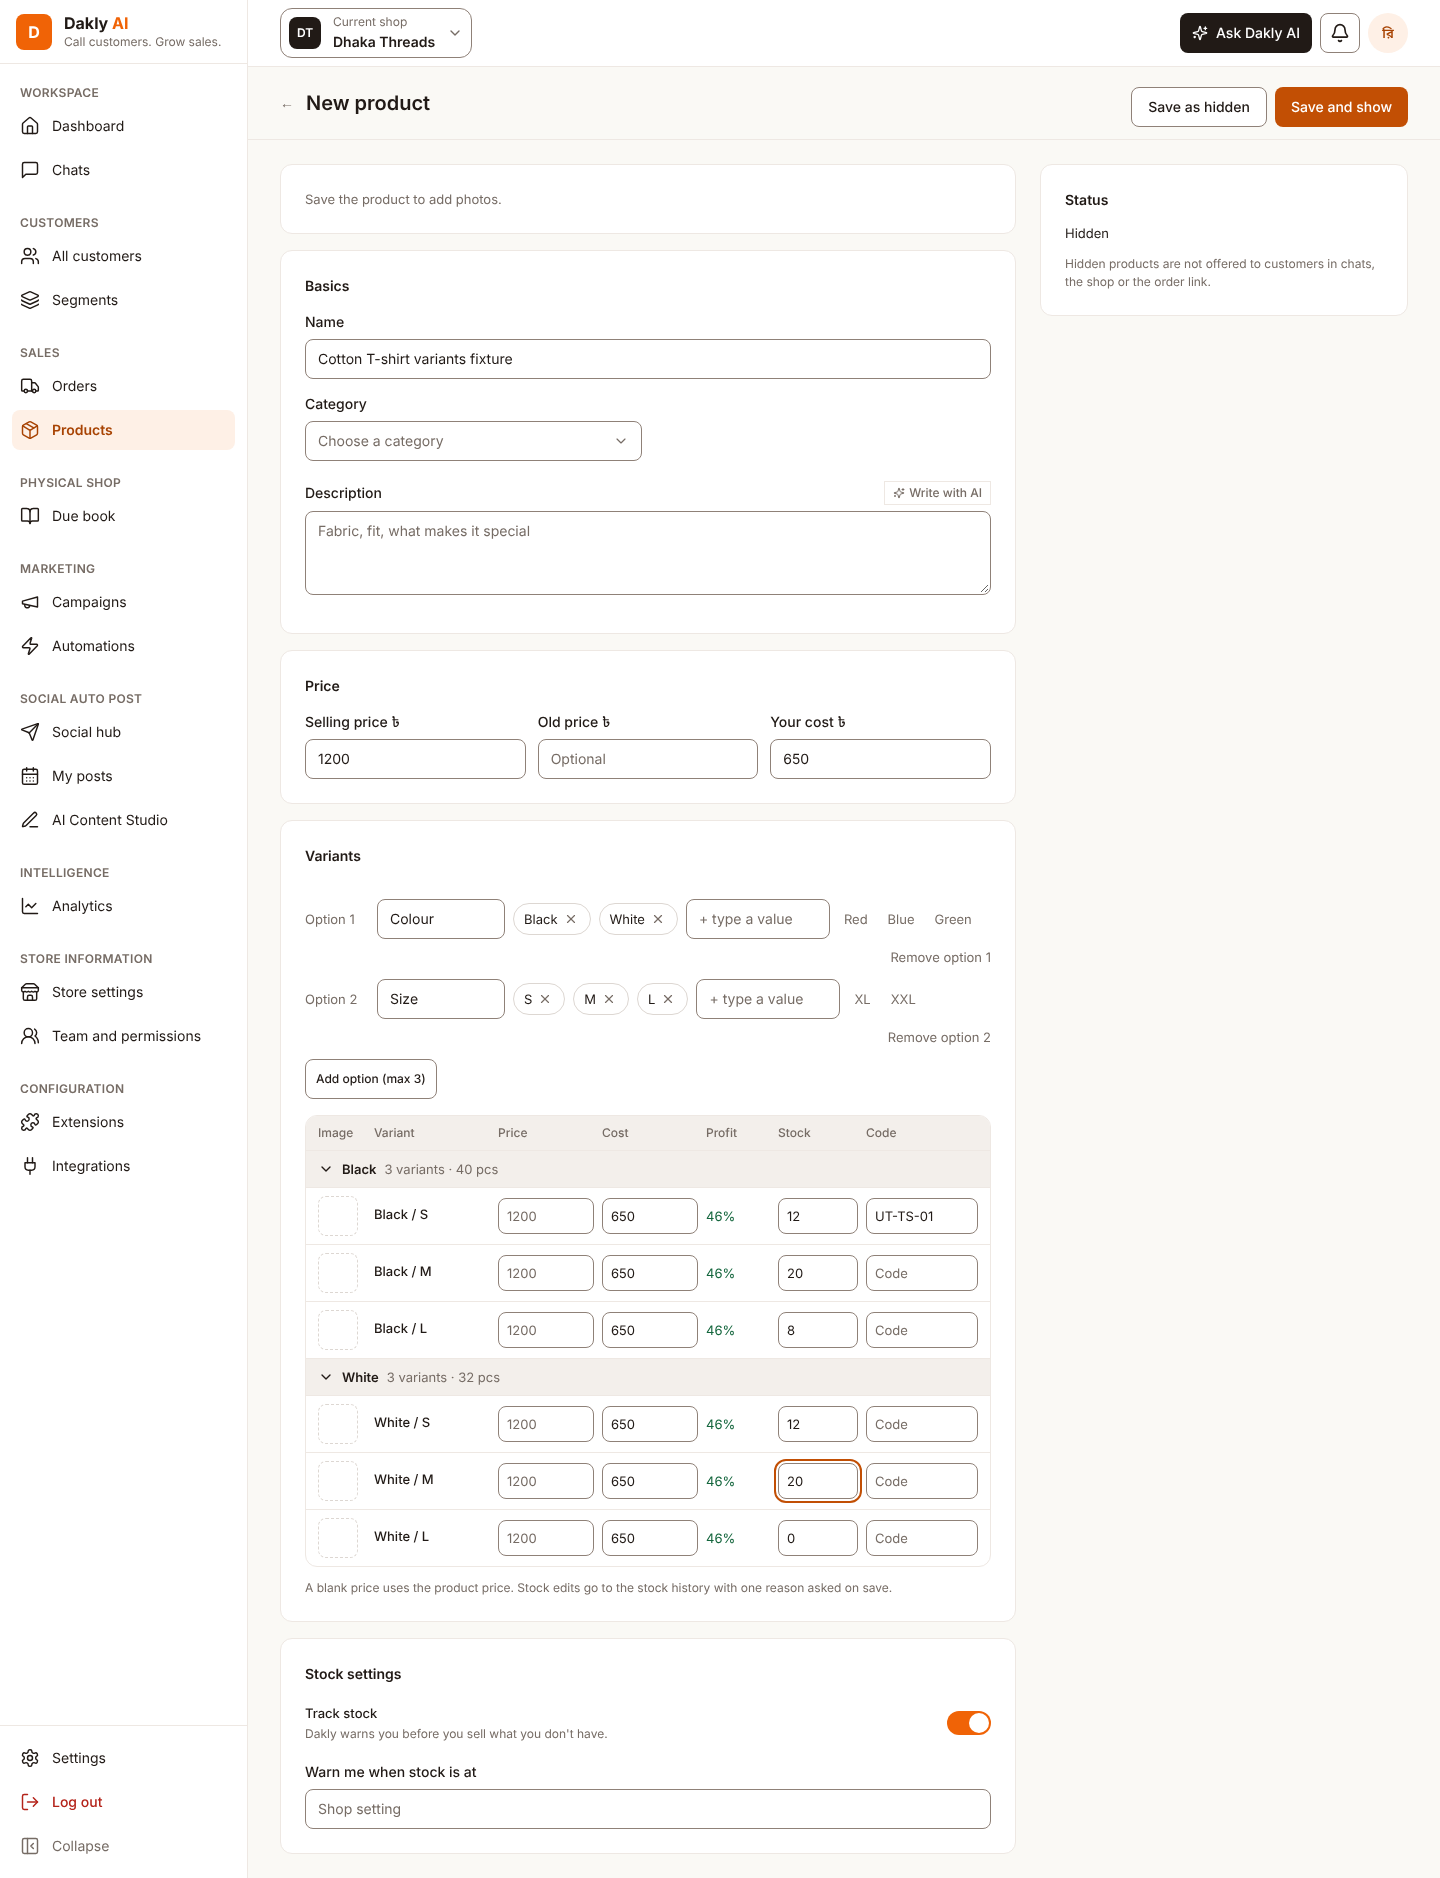 D
Dakly AI
Call customers. Grow sales.
WORKSPACE
Dashboard
Chats
CUSTOMERS
All customers
Segments
SALES
Orders
Products
PHYSICAL SHOP
Due book
MARKETING
Campaigns
Automations
SOCIAL AUTO POST
Social hub
My posts
AI Content Studio
INTELLIGENCE
Analytics
STORE INFORMATION
Store settings
Team and permissions
CONFIGURATION
Extensions
Integrations
Settings
Log out
Collapse
DT
Current shop
Dhaka Threads
Ask Dakly AI
রি
← New product
Save as hidden
Save and show
Save the product to add photos.
Basics
Name
Cotton T-shirt variants fixture
Category
Choose a category
Description
Write with AI
Fabric, fit, what makes it special
Price
Selling price ৳ Old price ৳ Your cost ৳
1200 Optional 650
Variants
Option 1 Colour Black × White × + type a value Red Blue Green
Remove option 1
Option 2 Size S × M × L × + type a value XL XXL
Remove option 2
Add option (max 3)
Image Variant Price Cost Profit Stock Code
Black 3 variants · 40 pcs
Black / S 1200 650 46% 12 UT-TS-01
Black / M 1200 650 46% 20 Code
Black / L 1200 650 46% 8 Code
White 3 variants · 32 pcs
White / S 1200 650 46% 12 Code
White / M 1200 650 46% 20 Code
White / L 1200 650 46% 0 Code
A blank price uses the product price. Stock edits go to the stock history with one reason asked on save.
Stock settings
Track stock
Dakly warns you before you sell what you don't have.
Warn me when stock is at
Shop setting
Status
Hidden
Hidden products are not offered to customers in chats,
the shop or the order link.